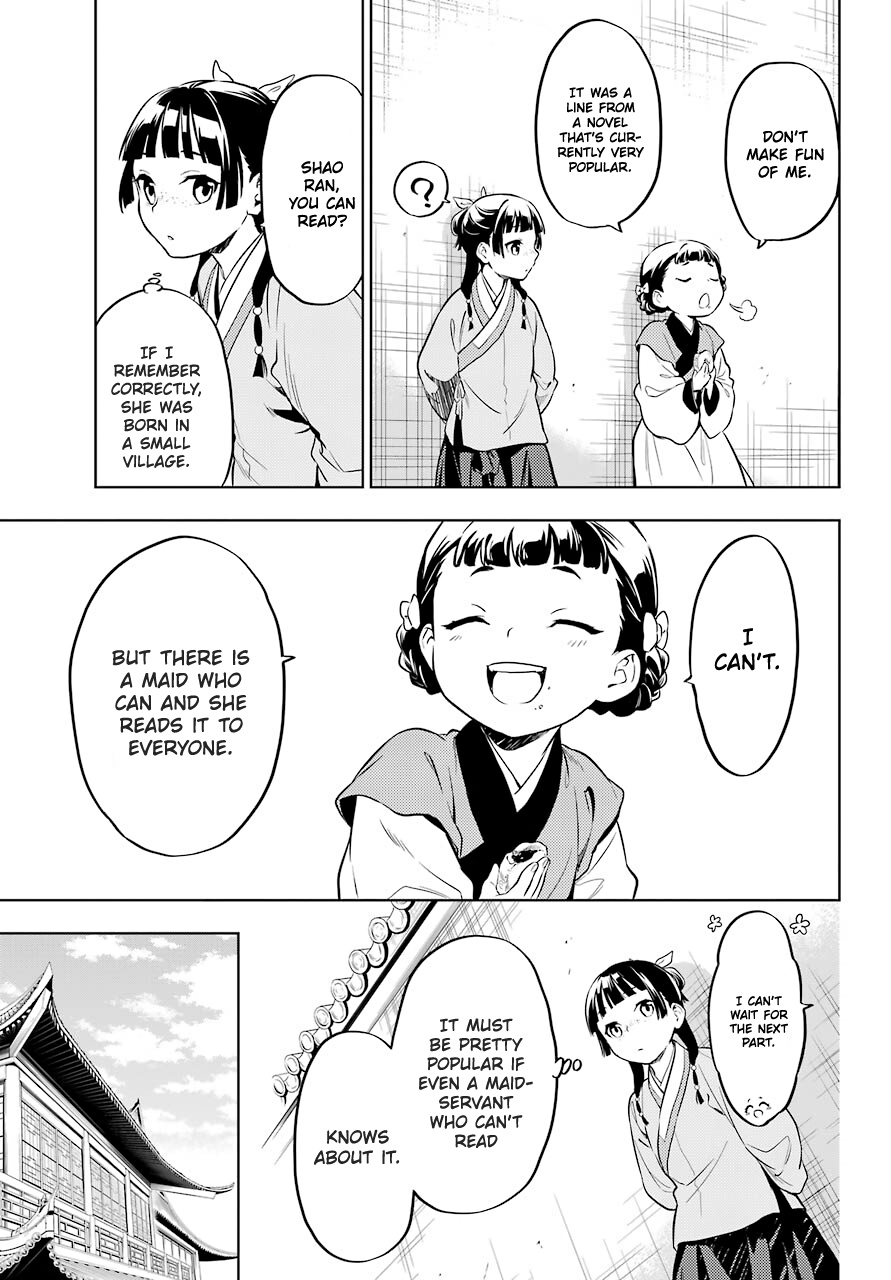 DON'T
MAKE FUN
OF ME.
IT WAS A
LINE FROM
A NOVEL
THAT'S CUR-
RENTLY VERY
POPULAR.
?
SHAO
RAN,
YOU CAN
READ?
IF I
REMEMBER
CORRECTLY,
SHE WAS
BORN IN
A SMALL
VILLAGE.
I
CAN'T.
BUT THERE IS
A MAID WHO
CAN AND SHE
READS IT TO
EVERYONE.
I CAN'T
WAIT FOR
THE NEXT
PART.
IT MUST
BE PRETTY
POPULAR IF
EVEN A MAID-
SERVANT
WHO CAN'T
READ
KNOWS
ABOUT IT.